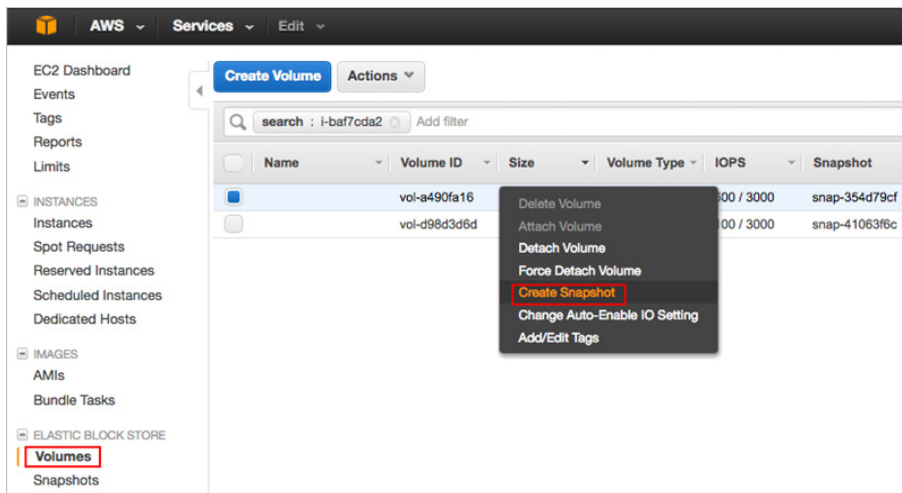 AWS Services Edit
EC2 Dashboard
Events
Tags
Reports
Limits
INSTANCES
Instances
Spot Requests
Reserved Instances
Scheduled Instances
Dedicated Hosts
IMAGES
AMIs
Bundle Tasks
ELASTIC BLOCK STORE
Volumes
Snapshots
Create Volume Actions
search : i-baf7cda2 Add filter
Name Volume ID Size Volume Type IOPS Snapshot
vol-a490fa16 / 3000 snap-354d79cf
vol-d98d3d6d / 3000 snap-41063f6c
Delete Volume
Attach Volume
Detach Volume
Force Detach Volume
Create Snapshot
Change Auto-Enable IO Setting
Add/Edit Tags